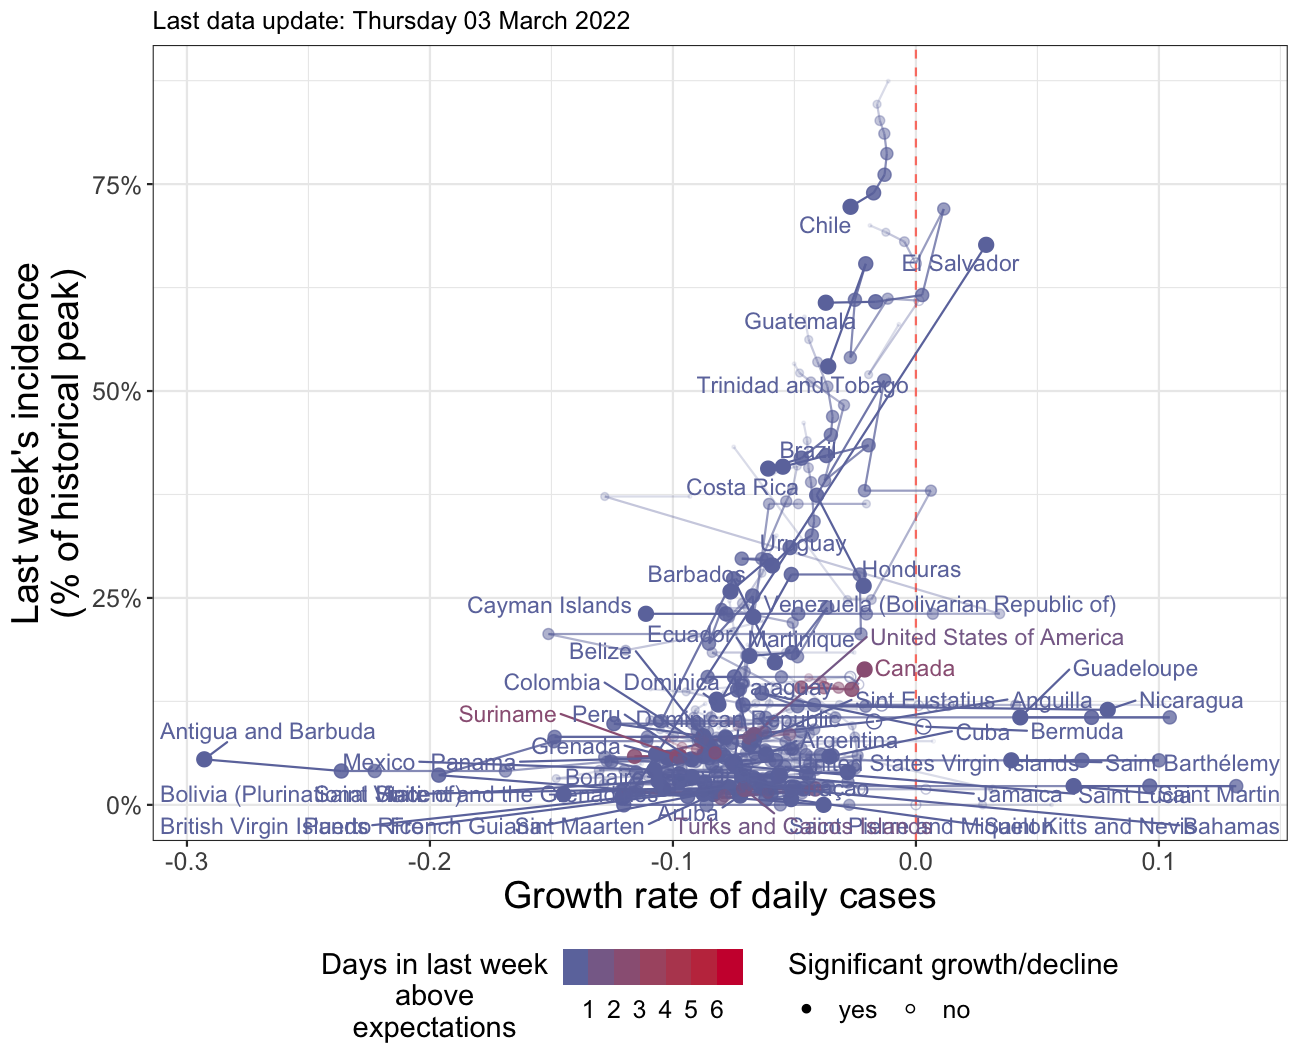 Last data update: Thursday 03 March 2022
Last week's incidence
(% of historical peak)
75%
50%
25%
0%
Chile
El Salvador
Guatemala
Trinidad and Tobago
Brazil
Costa Rica
Uruguay
Honduras
Barbados
Cayman Islands
Venezuela (Bolivarian Republic of)
Ecuador
Martinique
United States of America
Belize
Canada
Guadeloupe
Colombia
Dominica
Paraguay
Sint Eustatius
Anguilla
Nicaragua
Suriname
Peru
Dominican Republic
Antigua and Barbuda
Grenada
Argentina
Cuba
Bermuda
Mexico
Panama
United States Virgin Islands
Saint Barthélemy
Bonaire
Bolivia (Plurinational State of)
Saint Vincent and the Grenadines
Jamaica
Saint Lucia
Saint Martin
Aruba
British Virgin Islands
Puerto Rico
French Guiana
Sint Maarten
Turks and Caicos Islands
Saint Pierre and Miquelon
Saint Kitts and Nevis
Bahamas
-0.3
-0.2
-0.1
0.0
0.1
Growth rate of daily cases
Days in last week
above
expectations
1 2 3 4 5 6
Significant growth/decline
yes
no